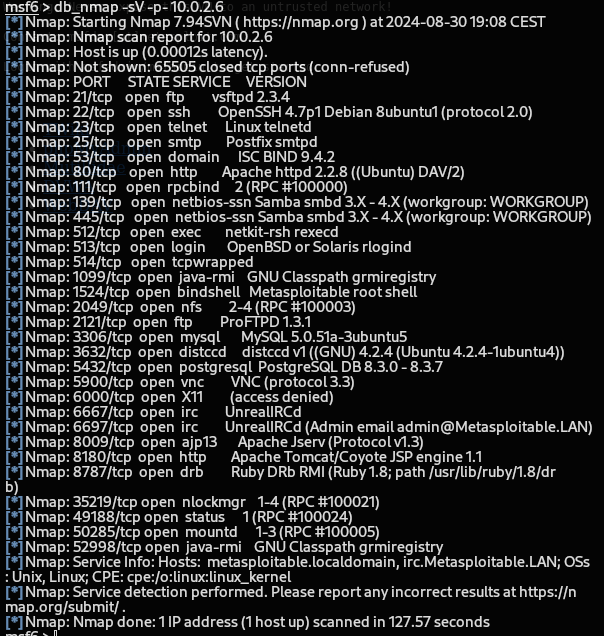 msf6 > db_nmap -sV -p- 10.0.2.6
[*] Nmap: Starting Nmap 7.94SVN ( https://nmap.org ) at 2024-08-30 19:08 CEST
[*] Nmap: Nmap scan report for 10.0.2.6
[*] Nmap: Host is up (0.00012s latency).
[*] Nmap: Not shown: 65505 closed tcp ports (conn-refused)
[*] Nmap: PORT STATE SERVICE VERSION
[*] Nmap: 21/tcp open ftp vsftpd 2.3.4
[*] Nmap: 22/tcp open ssh OpenSSH 4.7p1 Debian 8ubuntu1 (protocol 2.0)
[*] Nmap: 23/tcp open telnet Linux telnetd
[*] Nmap: 25/tcp open smtp Postfix smtpd
[*] Nmap: 53/tcp open domain ISC BIND 9.4.2
[*] Nmap: 80/tcp open http Apache httpd 2.2.8 ((Ubuntu) DAV/2)
[*] Nmap: 111/tcp open rpcbind 2 (RPC #100000)
[*] Nmap: 139/tcp open netbios-ssn Samba smbd 3.X - 4.X (workgroup: WORKGROUP)
[*] Nmap: 445/tcp open netbios-ssn Samba smbd 3.X - 4.X (workgroup: WORKGROUP)
[*] Nmap: 512/tcp open exec netkit-rsh rexecd
[*] Nmap: 513/tcp open login OpenBSD or Solaris rlogind
[*] Nmap: 514/tcp open tcpwrapped
[*] Nmap: 1099/tcp open java-rmi GNU Classpath grmiregistry
[*] Nmap: 1524/tcp open bindshell Metasploitable root shell
[*] Nmap: 2049/tcp open nfs 2-4 (RPC #100003)
[*] Nmap: 2121/tcp open ftp ProFTPD 1.3.1
[*] Nmap: 3306/tcp open mysql MySQL 5.0.51a-3ubuntu5
[*] Nmap: 3632/tcp open distccd distccd v1 ((GNU) 4.2.4 (Ubuntu 4.2.4-1ubuntu4))
[*] Nmap: 5432/tcp open postgresql PostgreSQL DB 8.3.0 - 8.3.7
[*] Nmap: 5900/tcp open vnc VNC (protocol 3.3)
[*] Nmap: 6000/tcp open X11 (access denied)
[*] Nmap: 6667/tcp open irc UnrealIRCd
[*] Nmap: 6697/tcp open irc UnrealIRCd (Admin email admin@Metasploitable.LAN)
[*] Nmap: 8009/tcp open ajp13 Apache Jserv (Protocol v1.3)
[*] Nmap: 8180/tcp open http Apache Tomcat/Coyote JSP engine 1.1
[*] Nmap: 8787/tcp open drb Ruby DRb RMI (Ruby 1.8; path /usr/lib/ruby/1.8/dr
b)
[*] Nmap: 35219/tcp open nlockmgr 1-4 (RPC #100021)
[*] Nmap: 49188/tcp open status 1 (RPC #100024)
[*] Nmap: 50285/tcp open mountd 1-3 (RPC #100005)
[*] Nmap: 52998/tcp open java-rmi GNU Classpath grmiregistry
[*] Nmap: Service Info: Hosts: metasploitable.localdomain, irc.Metasploitable.LAN; OSs
: Unix, Linux; CPE: cpe:/o:linux:linux_kernel
[*] Nmap: Service detection performed. Please report any incorrect results at https://n
map.org/submit/ .
[*] Nmap: Nmap done: 1 IP address (1 host up) scanned in 127.57 seconds
msf6 >